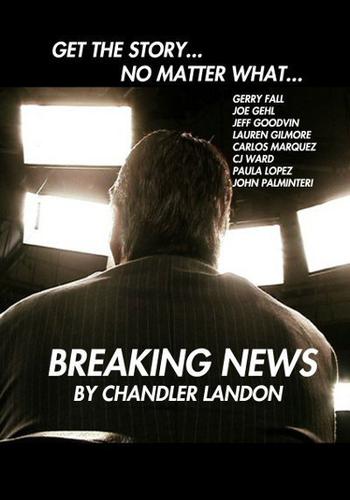 GET THE STORY...
NO MATTER WHAT...
GERRY FALL
JOE GEHL
JEFF GOODVIN
LAUREN GILMORE
CARLOS MARQUEZ
CJ WARD
PAULA LOPEZ
JOHN PALMINTERI
BREAKING NEWS
BY CHANDLER LANDON